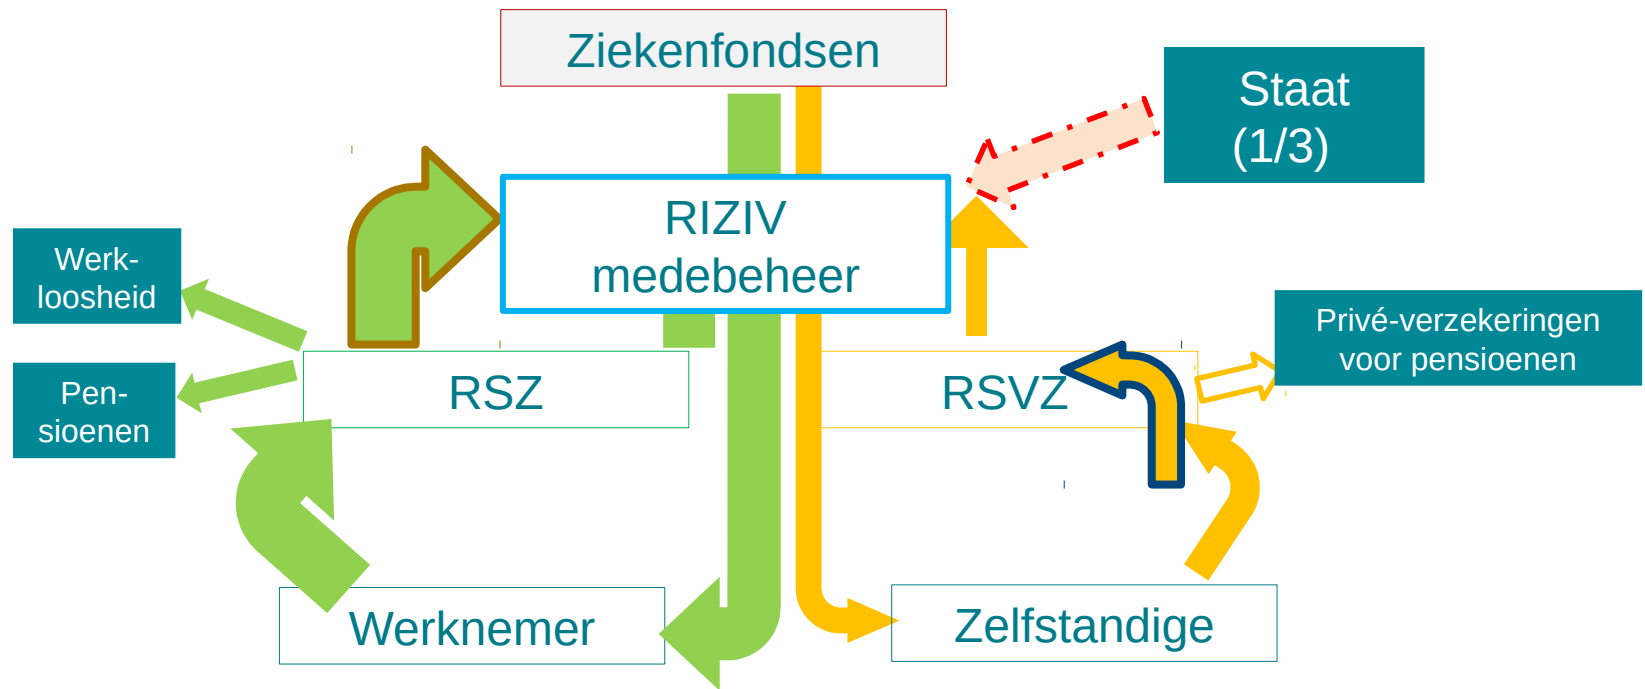 Ziekenfondsen
Staat
(1/3)
RIZIV
medebeheer
Werk-
loosheid
Privé-verzekeringen
voor pensioenen
Pen-
sioenen
RSZ
RSVZ
Werknemer
Zelfstandige